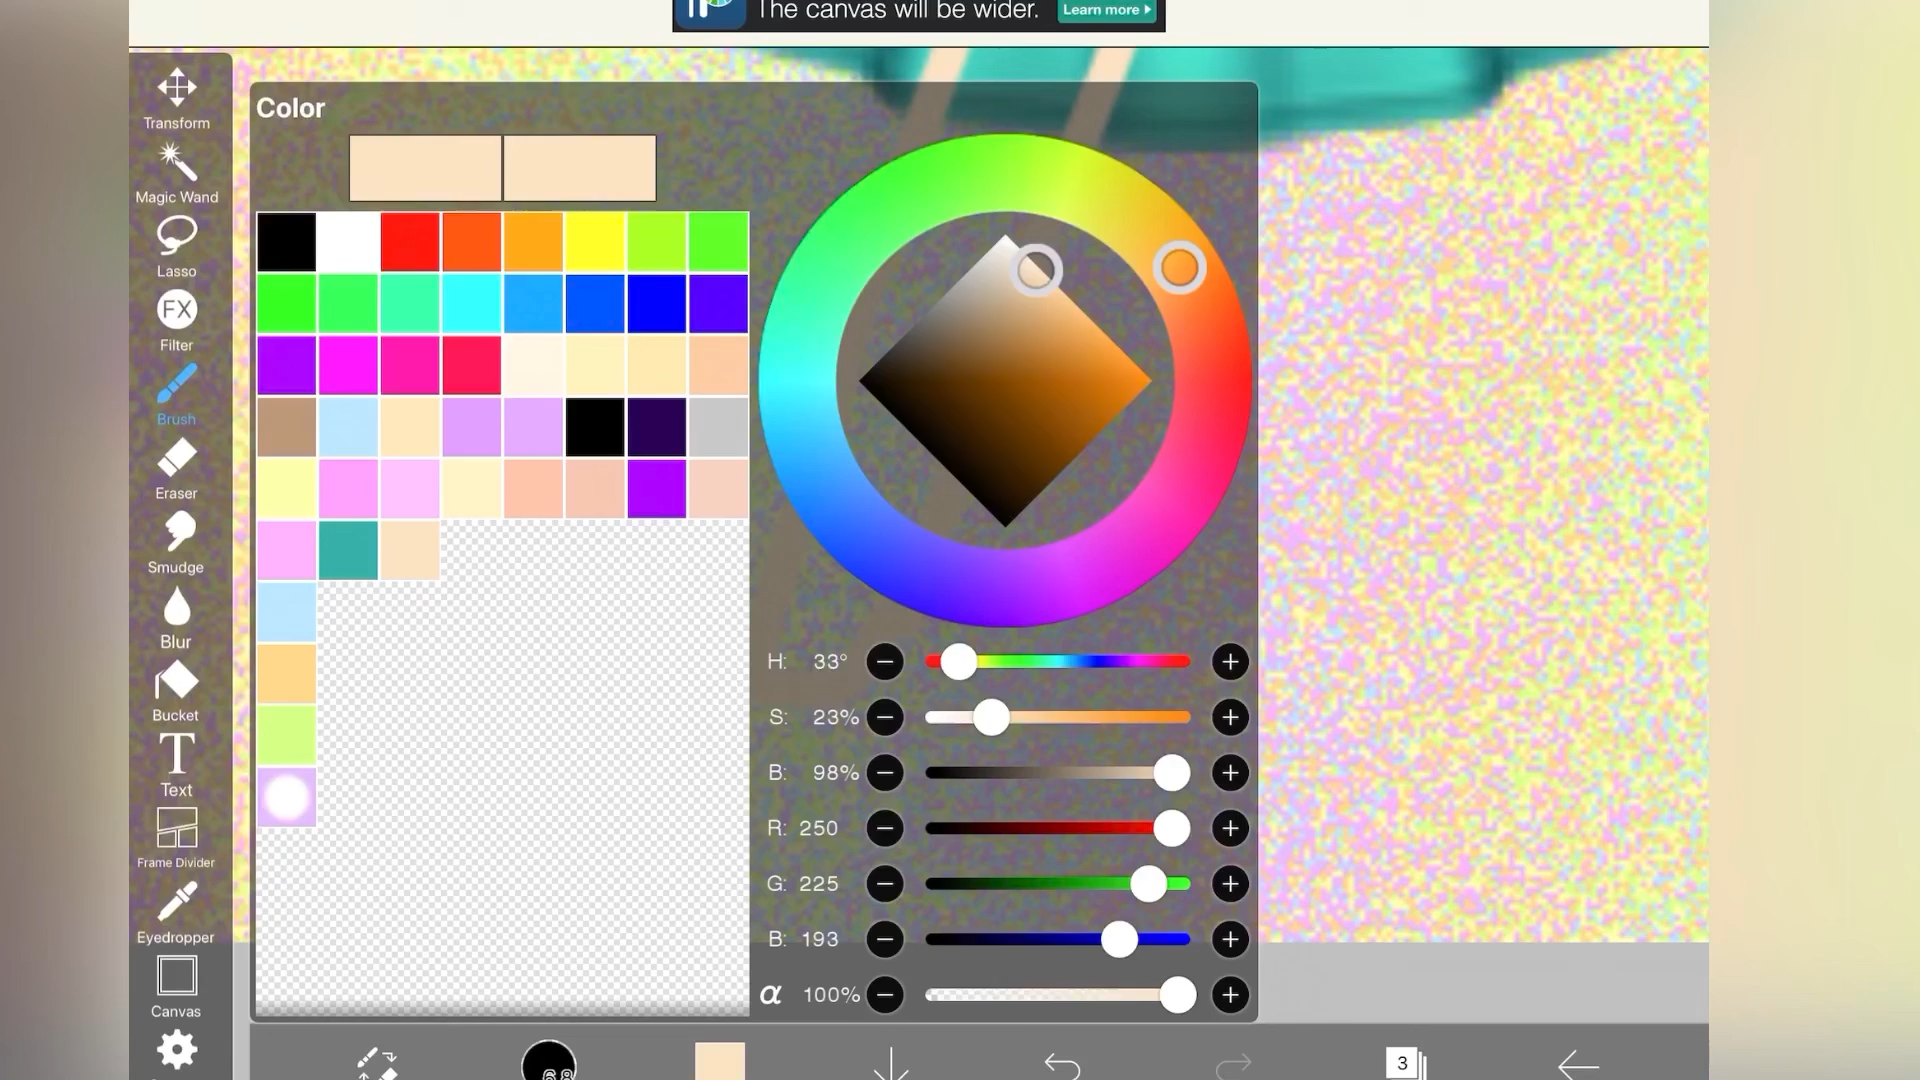 The canvas will be wider.
Learn more
Color
Transform
Magic Wand
Lasso
FX
Filter
Brush
Eraser
Smudge
Blur
Bucket
T
Text
Frame Divider
Eyedropper
Canvas
H: 33°
S: 23%
B: 98%
R: 250
G: 225
B: 193
α 100%
3